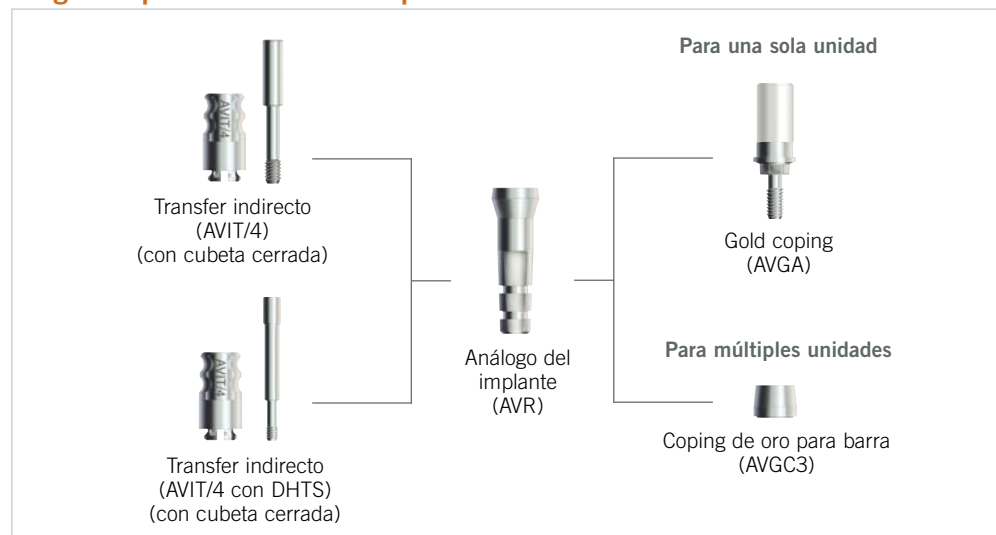 Para una sola unidad
AVIT/4
Transfer indirecto
(AVIT/4)
(con cubeta cerrada)
Gold coping
(AVGA)
Análogo del
implante
(AVR)
Para múltiples unidades
AVIT/4
Coping de oro para barra
(AVGC3)
Transfer indirecto
(AVIT/4 con DHTS)
(con cubeta cerrada)